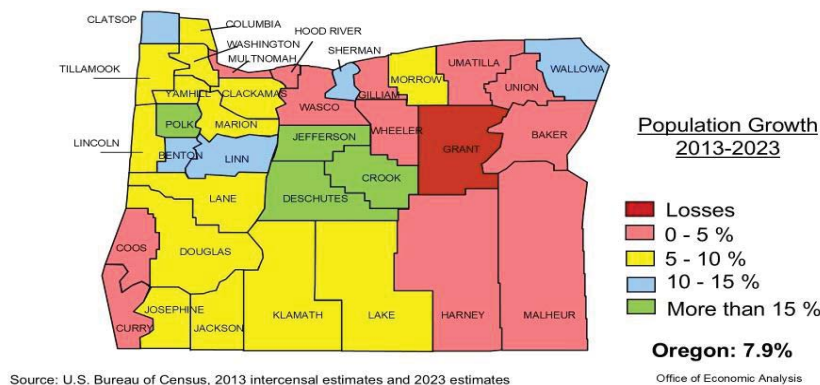 CLATSOP
COLUMBIA
HOOD RIVER
WASHINGTON
MULTNOMAH
SHERMAN
UMATILLA
WALLOWA
TILLAMOOK
MORROW
UNION
YAMHILL
CLACKAMAS
GILLIAM
WASCO
POLK
MARION
WHEELER
BAKER
LINCOLN
JEFFERSON
GRANT
BENTON
LINN
CROOK
LANE
DESCHUTES
COOS
DOUGLAS
JOSEPHINE
CURRY
JACKSON
KLAMATH
LAKE
HARNEY
MALHEUR
Population Growth
2013-2023
Losses
0 - 5 %
5 - 10 %
10 - 15 %
More than 15 %
Oregon: 7.9%
Source: U.S. Bureau of Census, 2013 intercensal estimates and 2023 estimates
Office of Economic Analysis